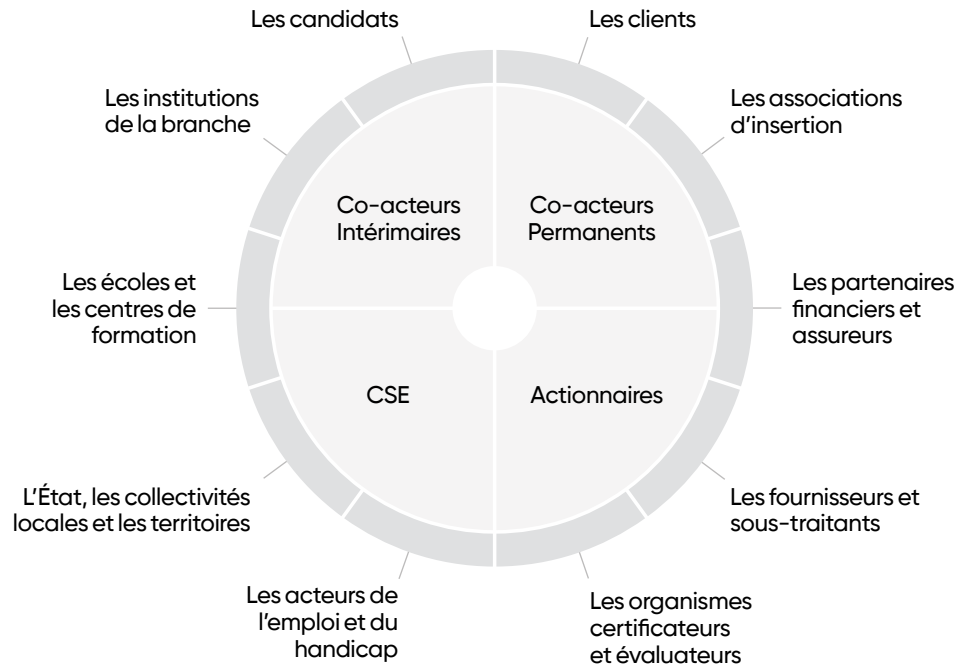 Les candidats
Les clients
Les institutions
de la branche
Les associations
d'insertion
Co-acteurs
Intérimaires
Co-acteurs
Permanents
Les écoles et
les centres de
formation
Les partenaires
financiers et
assureurs
CSE
Actionnaires
L'État, les collectivités
locales et les territoires
Les fournisseurs et
sous-traitants
Les acteurs de
l'emploi et du
handicap
Les organismes
certificateurs
et évaluateurs